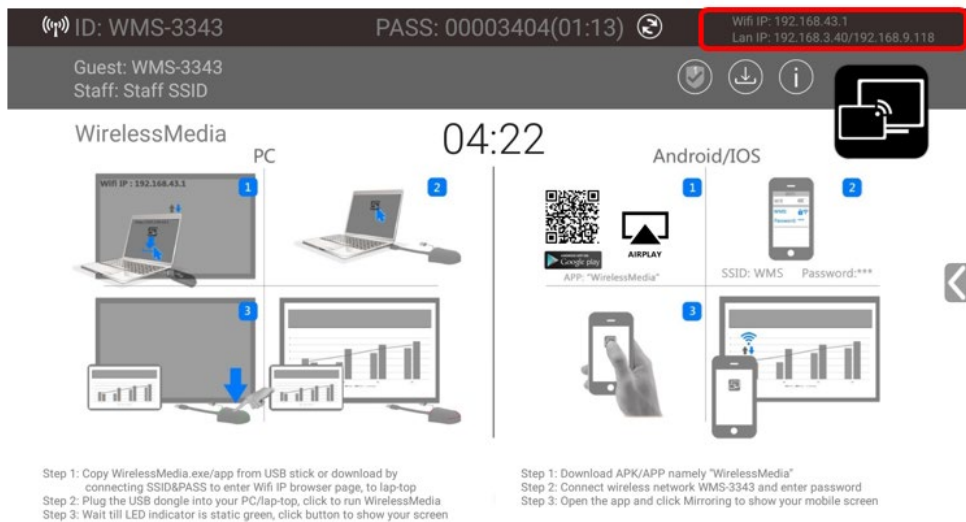 ID: WMS-3343
PASS: 00003404(01:13)
Wifi IP: 192.168.43.1
Lan IP: 192.168.3.40/192.168.9.118
Guest: WMS-3343
Staff: Staff SSID
WirelessMedia
04:22
PC
Android/IOS
Wifi IP : 192.168.43.1
1
2
3
1
Google play
AIRPLAY
APP: "WirelessMedia"
2
WMS
Password: ***
SSID: WMS Password:***
3
Step 1: Copy WirelessMedia.exe/app from USB stick or download by
connecting SSID&PASS to enter Wifi IP browser page, to lap-top
Step 2: Plug the USB dongle into your PC/lap-top, click to run WirelessMedia
Step 3: Wait till LED indicator is static green, click button to show your screen
Step 1: Download APK/APP namely "WirelessMedia"
Step 2: Connect wireless network WMS-3343 and enter password
Step 3: Open the app and click Mirroring to show your mobile screen